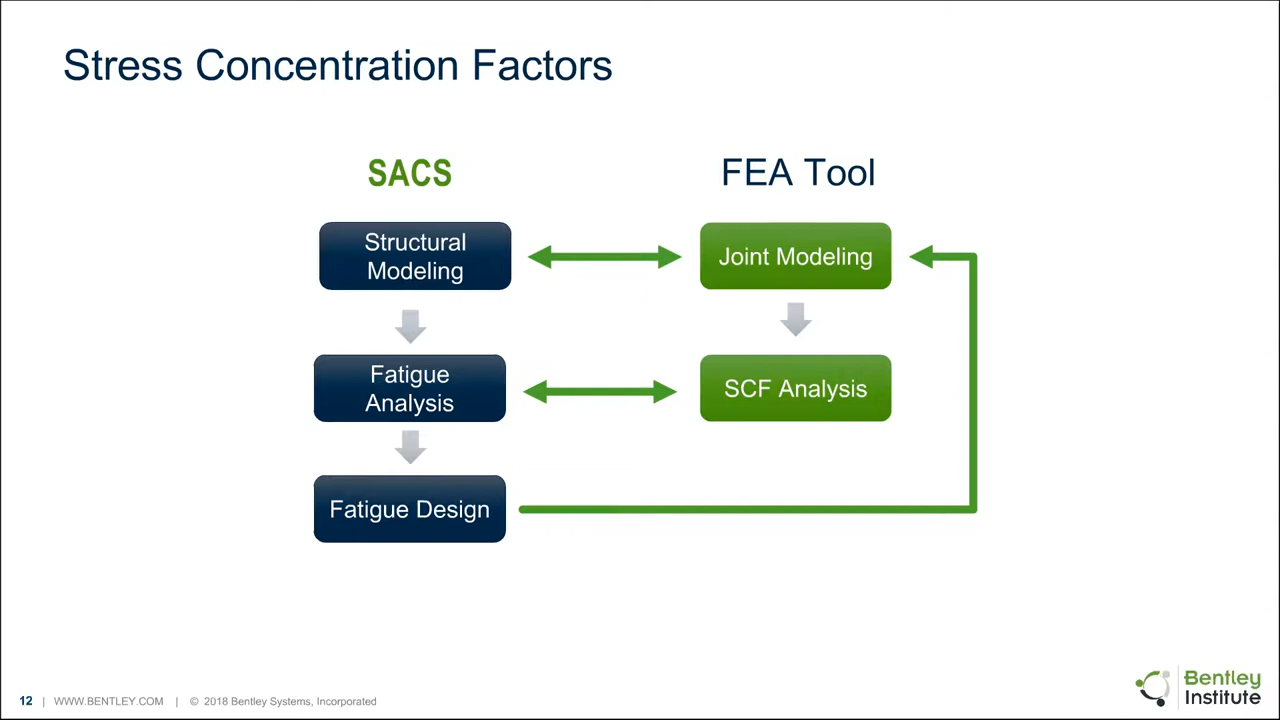 Stress Concentration Factors
SACS
FEA Tool
Structural
Modeling
Joint Modeling
Fatigue
Analysis
SCF Analysis
Fatigue Design
12 | WWW.BENTLEY.COM | © 2018 Bentley Systems, Incorporated
Bentley
Institute